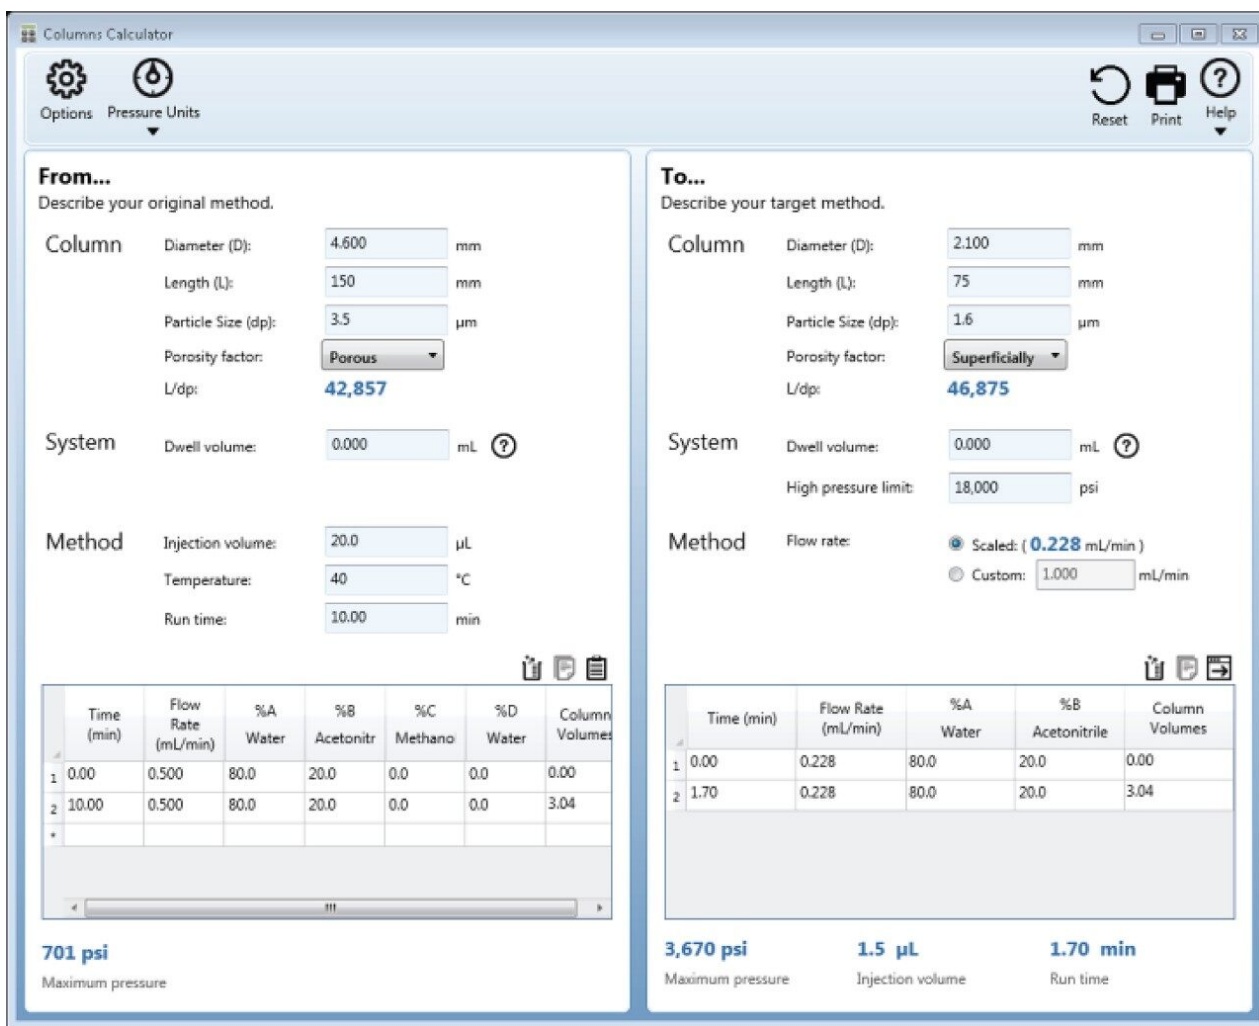 Columns Calculator
Options Pressure Units Reset Print Help
From...
Describe your original method.
Column Diameter (D): 4.600 mm
Length (L): 150 mm
Particle Size (dp): 3.5 µm
Porosity factor: Porous
L/dp: 42,857
System Dwell volume: 0.000 mL ?
Method Injection volume: 20.0 µL
Temperature: 40 °C
Run time: 10.00 min
Time (min) Flow Rate (mL/min) %A Water %B Acetonitr %C Methano %D Water Column Volumes
1 0.00 0.500 80.0 20.0 0.0 0.0 0.00
2 10.00 0.500 80.0 20.0 0.0 0.0 3.04
*
701 psi
Maximum pressure
To...
Describe your target method.
Column Diameter (D): 2.100 mm
Length (L): 75 mm
Particle Size (dp): 1.6 µm
Porosity factor: Superficially
L/dp: 46,875
System Dwell volume: 0.000 mL ?
High pressure limit: 18,000 psi
Method Flow rate: Scaled: ( 0.228 mL/min )
Custom: 1.000 mL/min
Time (min) Flow Rate (mL/min) %A Water %B Acetonitrile Column Volumes
1 0.00 0.228 80.0 20.0 0.00
2 1.70 0.228 80.0 20.0 3.04
3,670 psi 1.5 µL 1.70 min
Maximum pressure Injection volume Run time